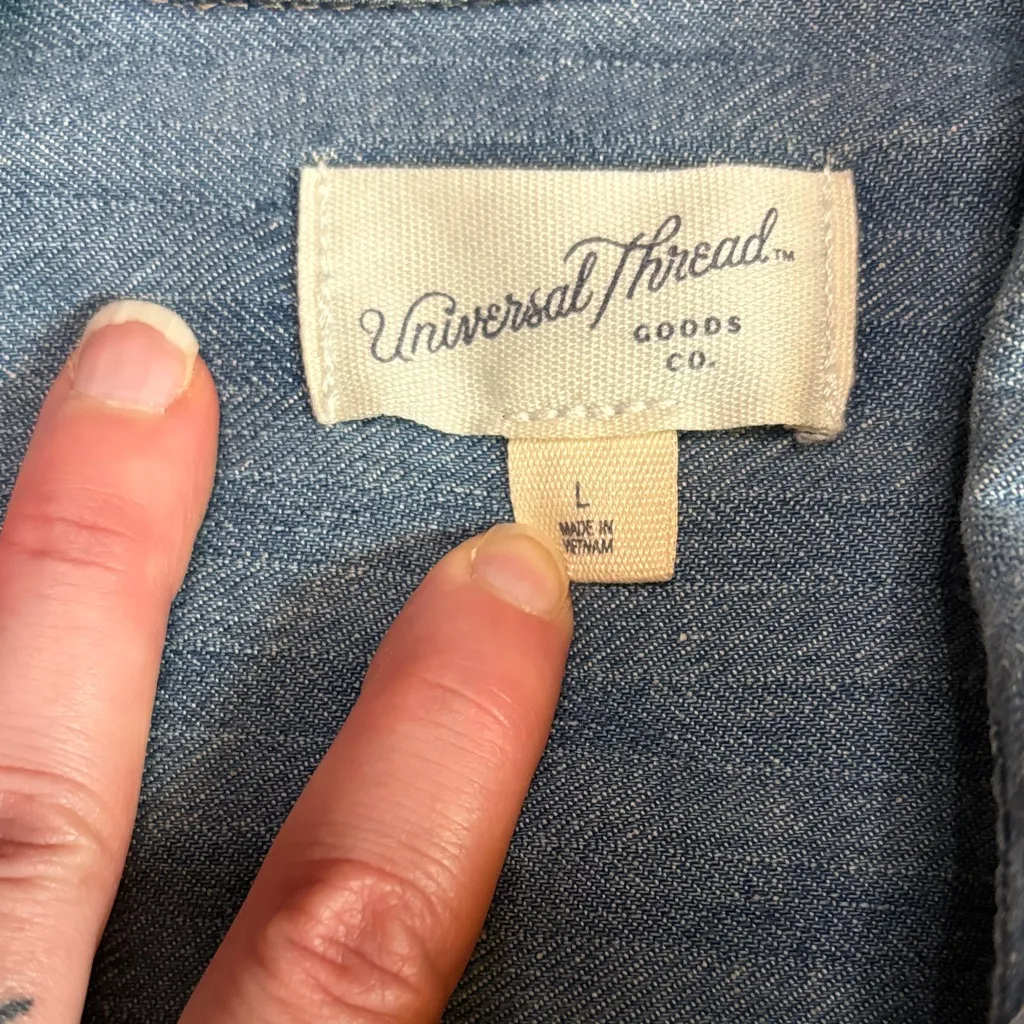 Universal Thread™
GOODS
CO.
L
MADE IN
VIETNAM